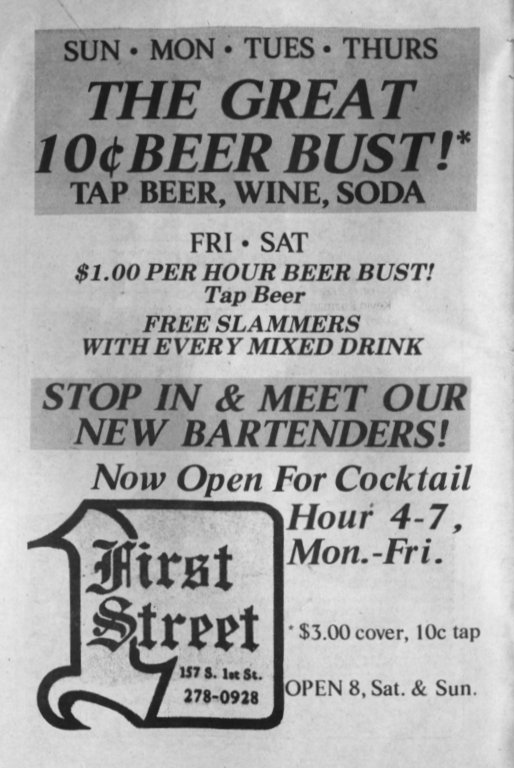 SUN • MON • TUES • THURS
THE GREAT
10¢ BEER BUST!*
TAP BEER, WINE, SODA
FRI • SAT
$1.00 PER HOUR BEER BUST!
Tap Beer
FREE SLAMMERS
WITH EVERY MIXED DRINK
STOP IN & MEET OUR
NEW BARTENDERS!
Now Open For Cocktail
Hour 4-7,
Mon.-Fri.
First
Street
157 S. 1st St.
278-0928
* $3.00 cover, 10c tap
OPEN 8, Sat. & Sun.